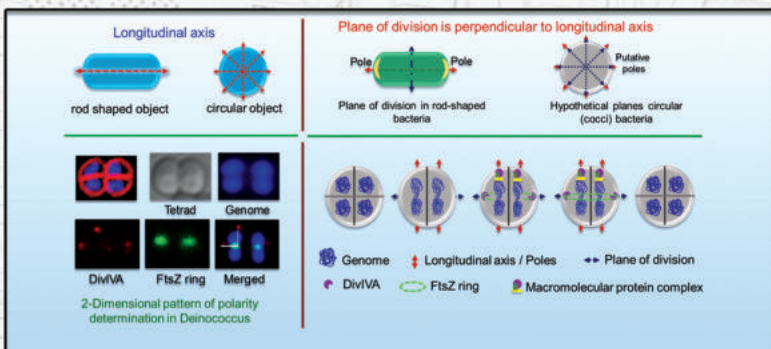 Longitudinal axis
rod shaped object
circular object
Plane of division is perpendicular to longitudinal axis
Pole
Pole
Plane of division in rod-shaped
bacteria
Putative
poles
Hypothetical planes circular
(cocci) bacteria
Tetrad
Genome
DivIVA
FtsZ ring
Merged
2-Dimensional pattern of polarity
determination in Deinococcus
Genome
Longitudinal axis / Poles
Plane of division
DivIVA
FtsZ ring
Macromolecular protein complex